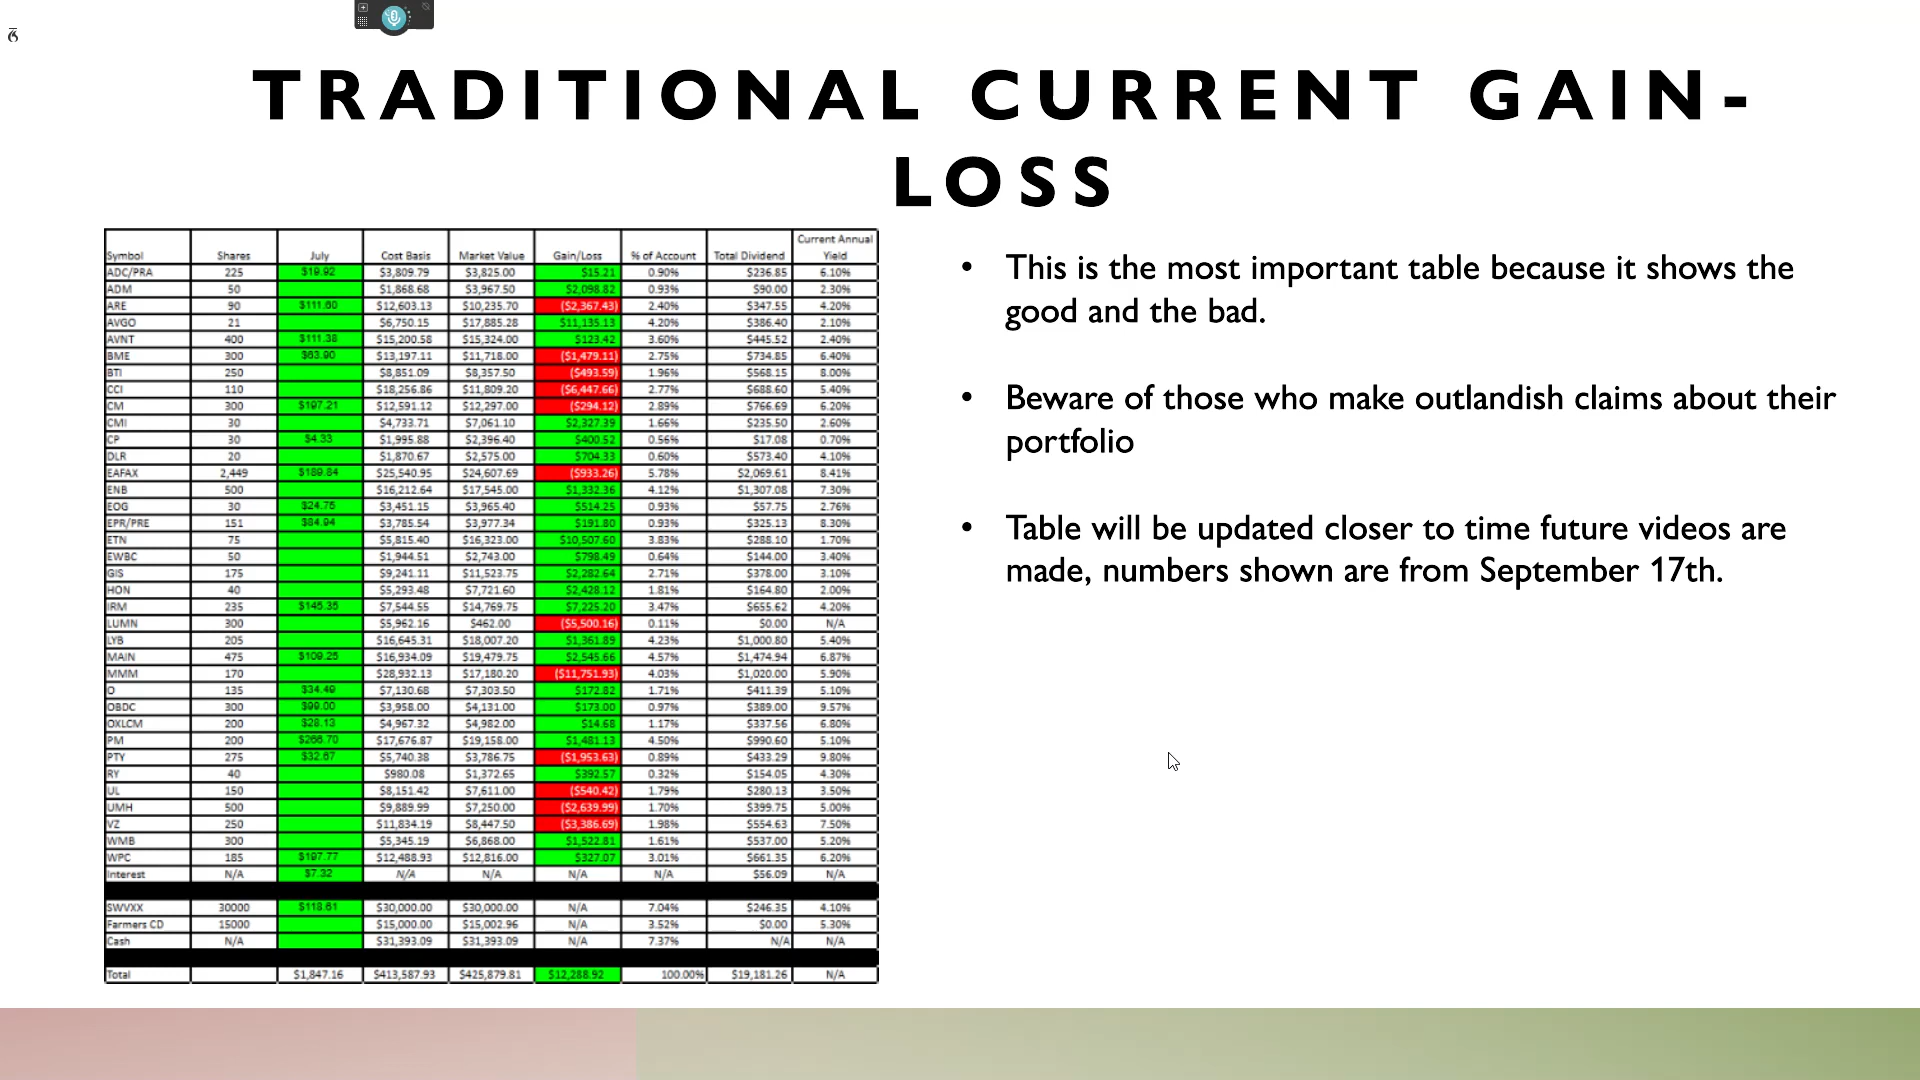 TRADITIONAL CURRENT GAIN-
LOSS
Symbol Shares July Cost Basis Market Value Gain/Loss % of Account Total Dividend Current Annual Yield
ADC/PRA 225 $19.92 $3,809.79 $3,825.00 $15.21 0.90% $236.85 6.10%
ADM 50 $1,868.68 $3,967.50 $2,098.82 0.93% $90.00 2.30%
ARE 90 $111.60 $12,603.13 $10,235.70 ($2,367.43) 2.40% $347.55 4.20%
AVGO 21 $6,750.15 $17,885.28 $11,135.13 4.20% $386.40 2.10%
AVNT 400 $111.38 $15,200.58 $15,324.00 $123.42 3.60% $445.52 2.40%
BME 300 $63.90 $13,197.11 $11,718.00 ($1,479.11) 2.75% $734.85 6.40%
BTI 250 $8,851.09 $8,357.50 ($493.59) 1.96% $568.15 8.00%
CCI 110 $18,256.86 $11,809.20 ($6,447.66) 2.77% $688.60 5.40%
CM 300 $197.21 $12,591.12 $12,297.00 ($294.12) 2.89% $766.69 6.20%
CMI 30 $4,733.71 $7,061.10 $2,327.39 1.66% $235.50 2.60%
CP 30 $4.33 $1,995.88 $2,396.40 $400.52 0.56% $17.08 0.70%
DLR 20 $1,870.67 $2,575.00 $704.33 0.60% $573.40 4.10%
EAFAX 2,449 $189.84 $25,540.95 $24,607.69 ($933.26) 5.78% $2,069.61 8.41%
ENB 500 $16,212.64 $17,545.00 $1,332.36 4.12% $1,307.08 7.30%
EOG 30 $24.75 $3,451.15 $3,965.40 $514.25 0.93% $57.75 2.76%
EPR/PRE 151 $84.94 $3,785.54 $3,977.34 $191.80 0.93% $325.13 8.30%
ETN 75 $5,815.40 $16,323.00 $10,507.60 3.83% $288.10 1.70%
EWBC 50 $1,944.51 $2,743.00 $798.49 0.64% $144.00 3.40%
GIS 175 $9,241.11 $11,523.75 $2,282.64 2.71% $378.00 3.10%
HON 40 $5,293.48 $7,721.60 $2,428.12 1.81% $164.80 2.00%
IRM 235 $145.35 $7,544.55 $14,769.75 $7,225.20 3.47% $655.62 4.20%
LUMN 300 $5,962.16 $462.00 ($5,500.16) 0.11% $0.00 N/A
LYB 205 $16,645.31 $18,007.20 $1,361.89 4.23% $1,000.80 5.40%
MAIN 475 $109.25 $16,934.09 $19,479.75 $2,545.66 4.57% $1,474.94 6.87%
MMM 170 $28,932.13 $17,180.20 ($11,751.93) 4.03% $1,020.00 5.90%
O 135 $34.49 $7,130.68 $7,303.50 $172.82 1.71% $411.39 5.10%
OBDC 300 $99.00 $3,958.00 $4,131.00 $173.00 0.97% $389.00 9.57%
OXLCM 200 $28.13 $4,967.32 $4,982.00 $14.68 1.17% $337.56 6.80%
PM 200 $266.70 $17,676.87 $19,158.00 $1,481.13 4.50% $990.60 5.10%
PTY 275 $32.67 $5,740.38 $3,786.75 ($1,953.63) 0.89% $433.29 9.80%
RY 40 $980.08 $1,372.65 $392.57 0.32% $154.05 4.30%
UL 150 $8,151.42 $7,611.00 ($540.42) 1.79% $280.13 3.50%
UMH 500 $9,889.99 $7,250.00 ($2,639.99) 1.70% $399.75 5.00%
VZ 250 $11,834.19 $8,447.50 ($3,386.69) 1.98% $554.63 7.50%
WMB 300 $5,345.19 $6,868.00 $1,522.81 1.61% $537.00 5.20%
WPC 185 $197.77 $12,488.93 $12,816.00 $327.07 3.01% $661.35 6.20%
Interest N/A $7.32 N/A N/A N/A N/A $56.09 N/A
SWVXX 30000 $118.61 $30,000.00 $30,000.00 N/A 7.04% $246.35 4.10%
Farmers CD 15000 $15,000.00 $15,002.96 N/A 3.52% $0.00 5.30%
Cash N/A $31,393.09 $31,393.09 N/A 7.37% N/A N/A
Total $1,847.16 $413,587.93 $425,879.81 $12,288.92 100.00% $19,181.26 N/A
• This is the most important table because it shows the
good and the bad.
• Beware of those who make outlandish claims about their
portfolio
• Table will be updated closer to time future videos are
made, numbers shown are from September 17th.